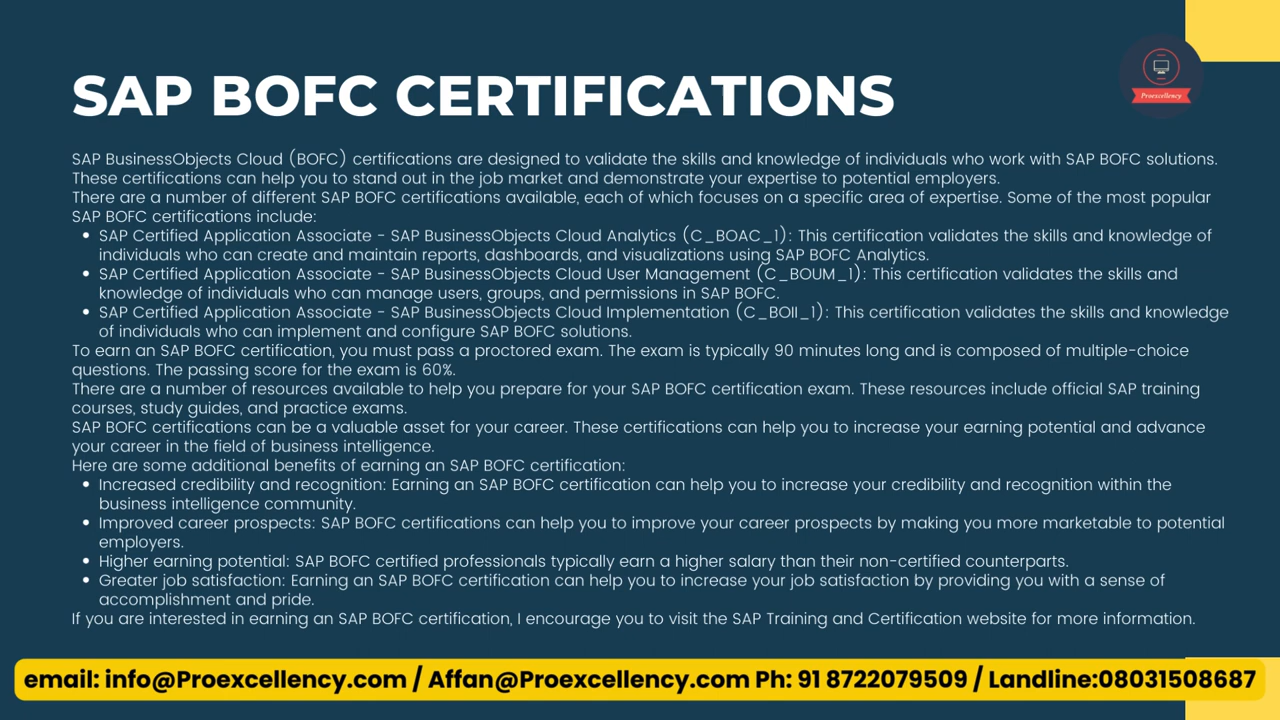 Proexcellency
SAP BOFC CERTIFICATIONS
SAP BusinessObjects Cloud (BOFC) certifications are designed to validate the skills and knowledge of individuals who work with SAP BOFC solutions.
These certifications can help you to stand out in the job market and demonstrate your expertise to potential employers.
There are a number of different SAP BOFC certifications available, each of which focuses on a specific area of expertise. Some of the most popular
SAP BOFC certifications include:
• SAP Certified Application Associate - SAP BusinessObjects Cloud Analytics (C_BOAC_1): This certification validates the skills and knowledge of
individuals who can create and maintain reports, dashboards, and visualizations using SAP BOFC Analytics.
• SAP Certified Application Associate - SAP BusinessObjects Cloud User Management (C_BOUM_1): This certification validates the skills and
knowledge of individuals who can manage users, groups, and permissions in SAP BOFC.
• SAP Certified Application Associate - SAP BusinessObjects Cloud Implementation (C_BOII_1): This certification validates the skills and knowledge
of individuals who can implement and configure SAP BOFC solutions.
To earn an SAP BOFC certification, you must pass a proctored exam. The exam is typically 90 minutes long and is composed of multiple-choice
questions. The passing score for the exam is 60%.
There are a number of resources available to help you prepare for your SAP BOFC certification exam. These resources include official SAP training
courses, study guides, and practice exams.
SAP BOFC certifications can be a valuable asset for your career. These certifications can help you to increase your earning potential and advance
your career in the field of business intelligence.
Here are some additional benefits of earning an SAP BOFC certification:
• Increased credibility and recognition: Earning an SAP BOFC certification can help you to increase your credibility and recognition within the
business intelligence community.
• Improved career prospects: SAP BOFC certifications can help you to improve your career prospects by making you more marketable to potential
employers.
• Higher earning potential: SAP BOFC certified professionals typically earn a higher salary than their non-certified counterparts.
• Greater job satisfaction: Earning an SAP BOFC certification can help you to increase your job satisfaction by providing you with a sense of
accomplishment and pride.
If you are interested in earning an SAP BOFC certification, I encourage you to visit the SAP Training and Certification website for more information.
email: info@Proexcellency.com / Affan@Proexcellency.com Ph: 91 8722079509 / Landline:08031508687